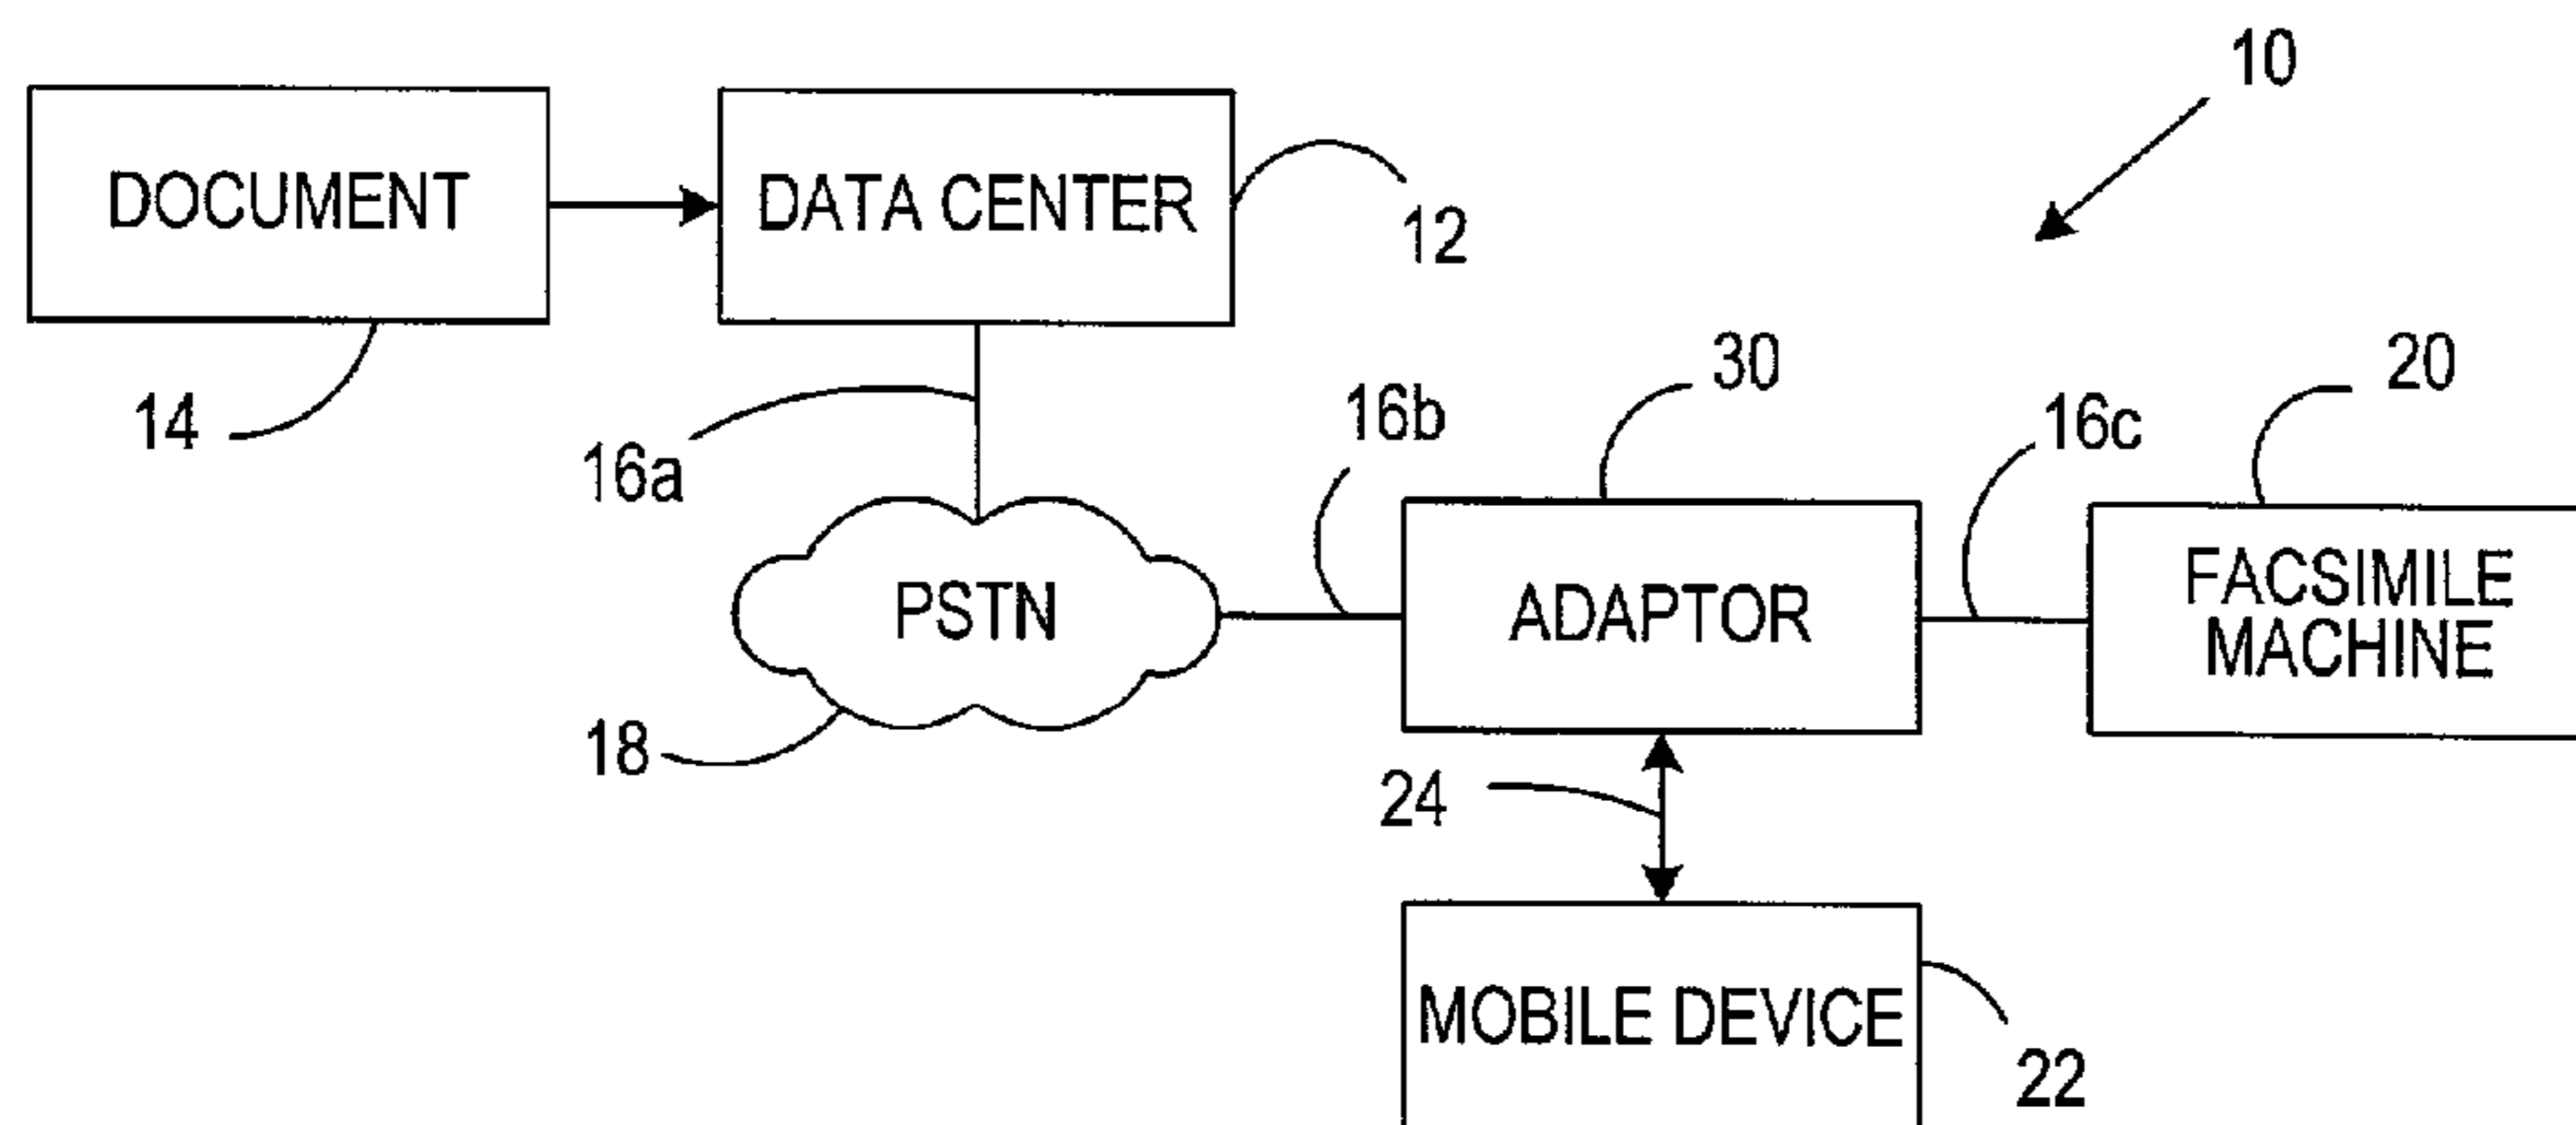 10
DOCUMENT
DATA CENTER
12
14
16a
30
20
16b
16c
PSTN
ADAPTOR
FACSIMILE
MACHINE
18
24
MOBILE DEVICE
22